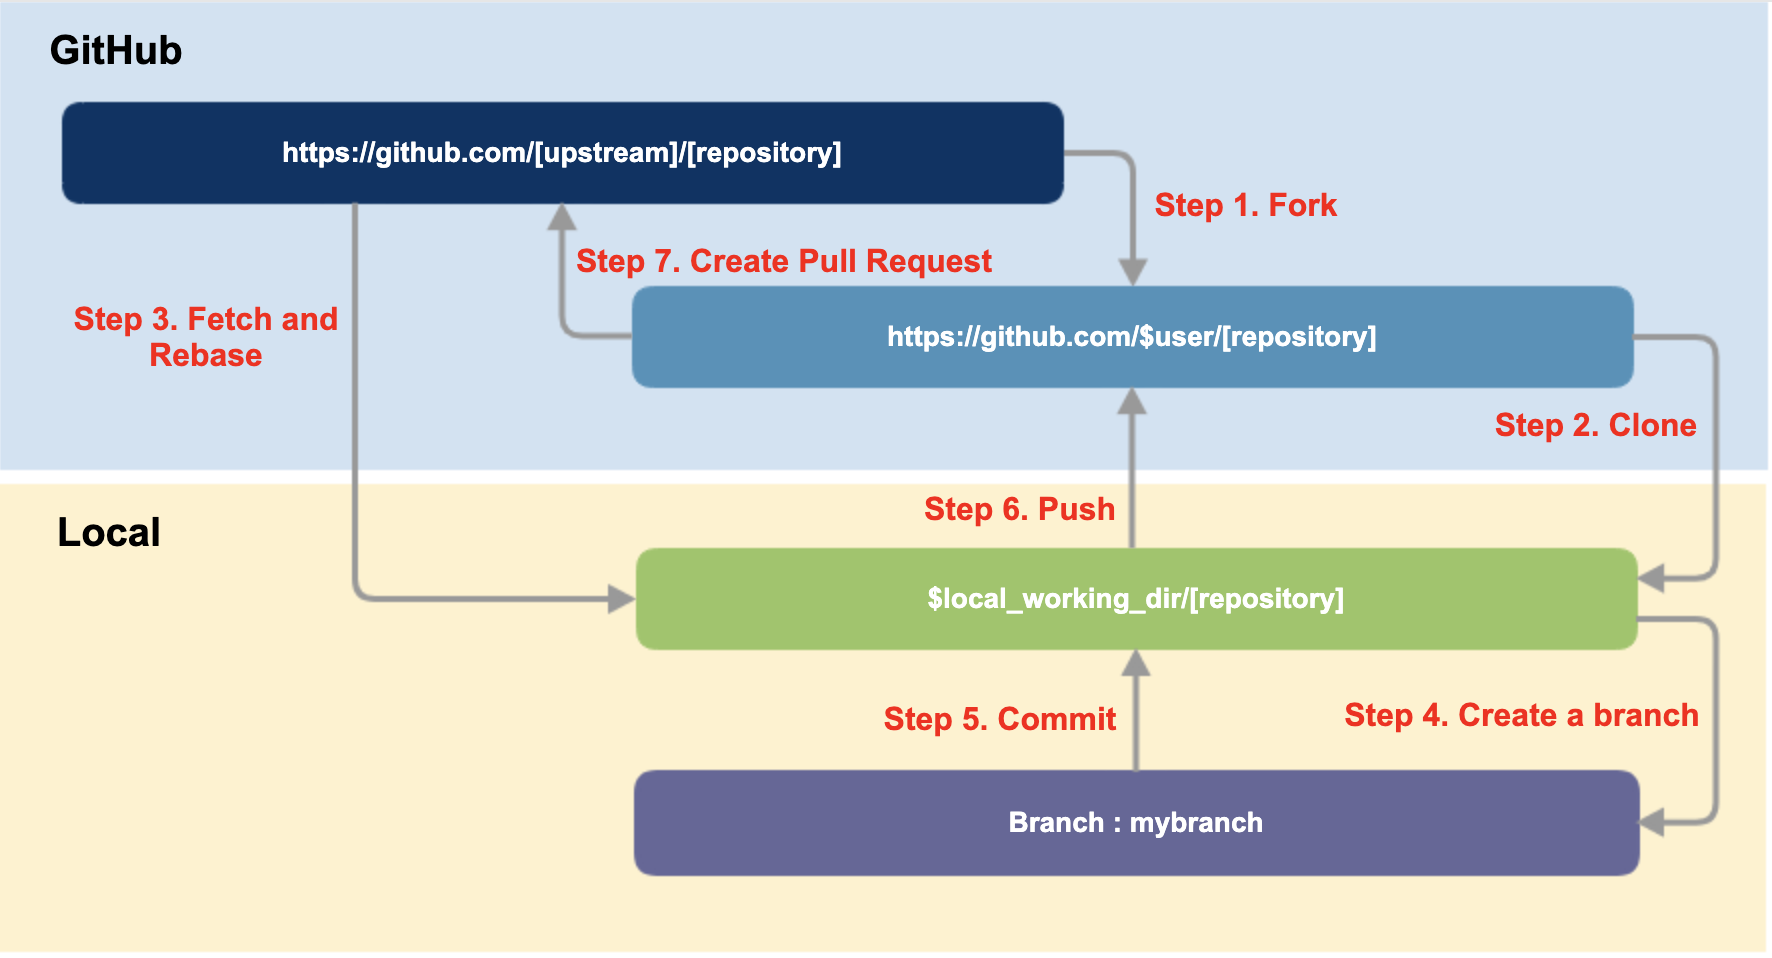 GitHub
https://github.com/[upstream]/[repository]
Step 1. Fork
Step 7. Create Pull Request
Step 3. Fetch and
Rebase
https://github.com/$user/[repository]
Step 2. Clone
Step 6. Push
Local
$local_working_dir/[repository]
Step 5. Commit
Step 4. Create a branch
Branch : mybranch